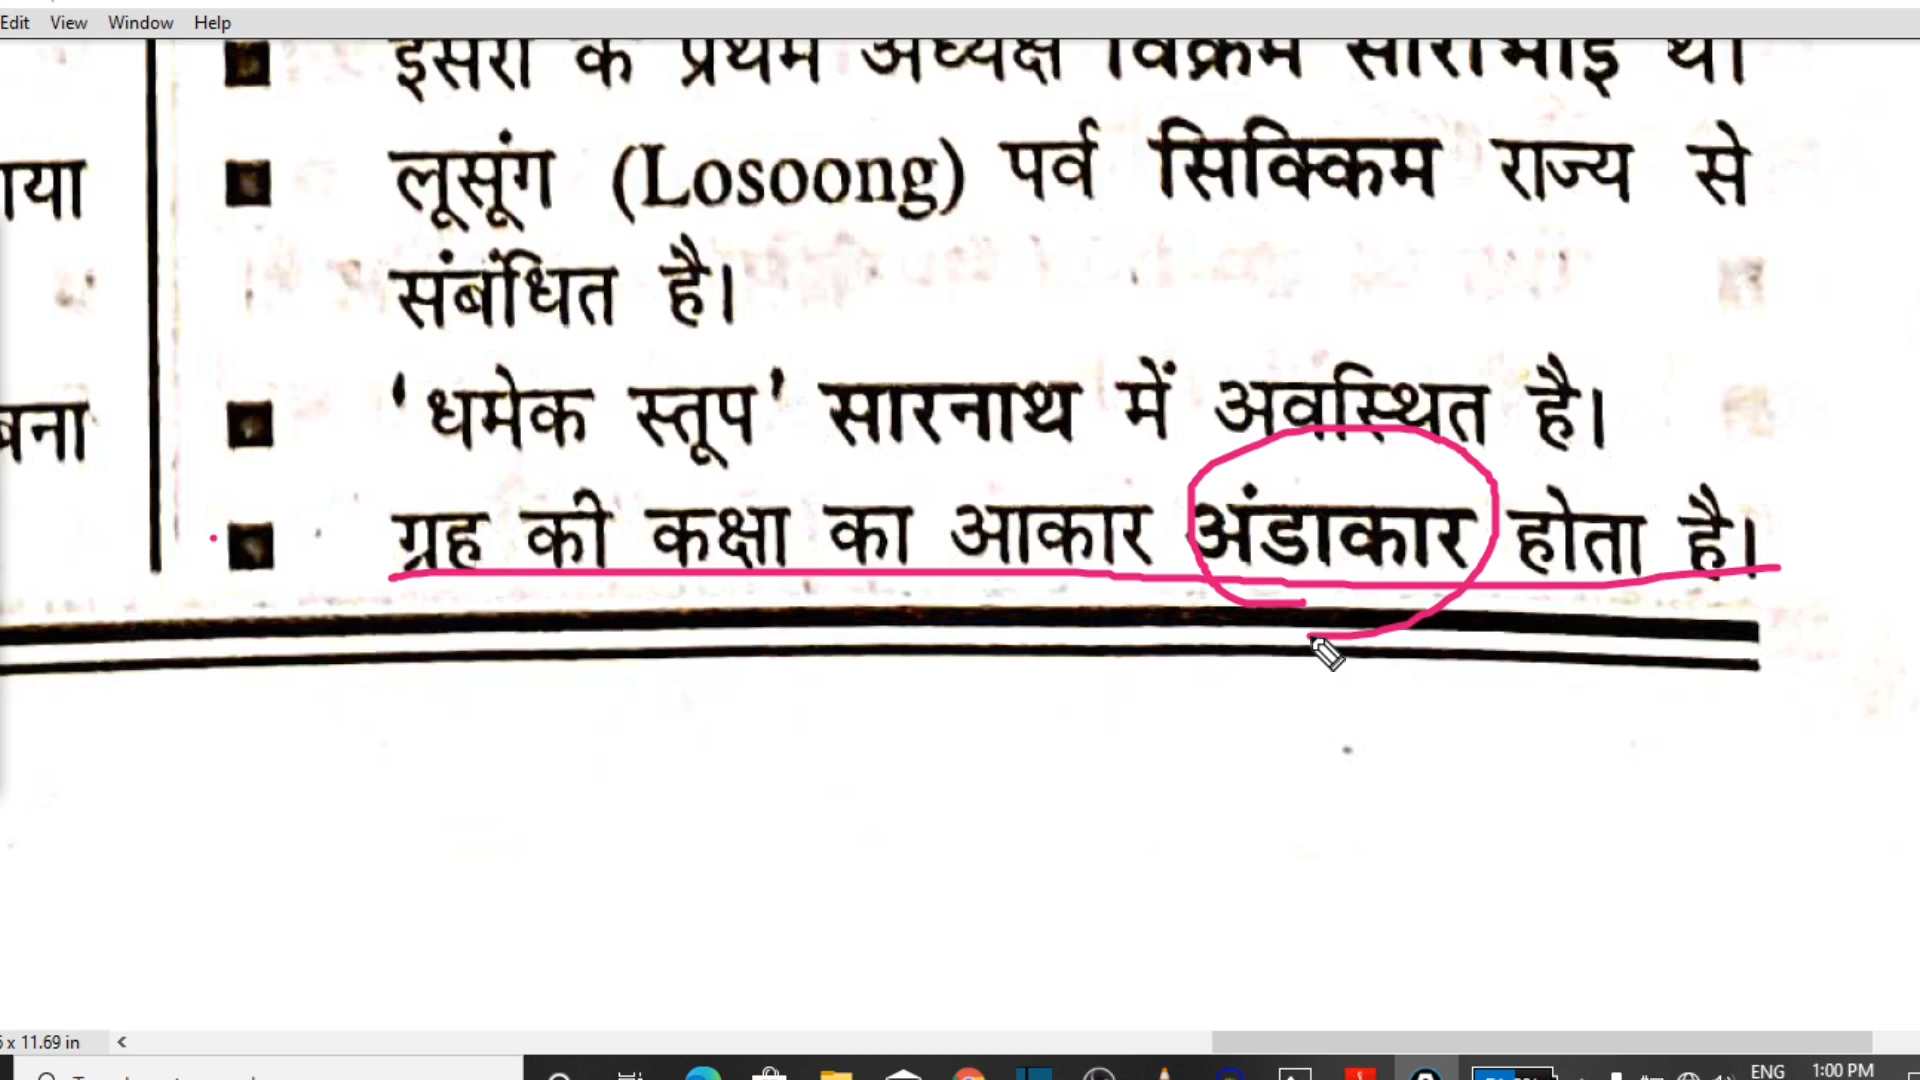 Edit View Window Help
इसरो के प्रथम अध्यक्ष विक्रम साराभाई थे।
लूसूंग (Losoong) पर्व सिक्किम राज्य से
संबंधित है।
'धमेक स्तूप' सारनाथ में अवस्थित है।
ग्रह की कक्षा का आकार अंडाकार होता है।
x 11.69 in
ENG 1:00 PM